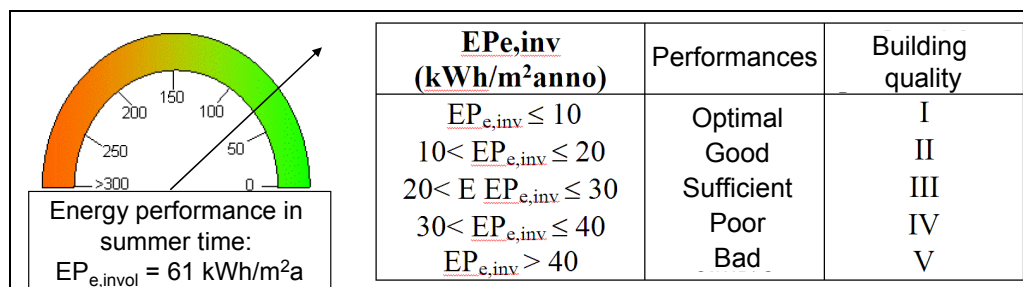 150
200
100
250
50
>300
0
Energy performance in
summer time:
EPe,invol = 61 kWh/m²a
EPe,inv
(kWh/m²anno)
Performances
Building
quality
EPe,inv ≤ 10
Optimal
I
10< EPe,inv ≤ 20
Good
II
20< E EPe,inv ≤ 30
Sufficient
III
30< EPe,inv ≤ 40
Poor
IV
EPe,inv > 40
Bad
V